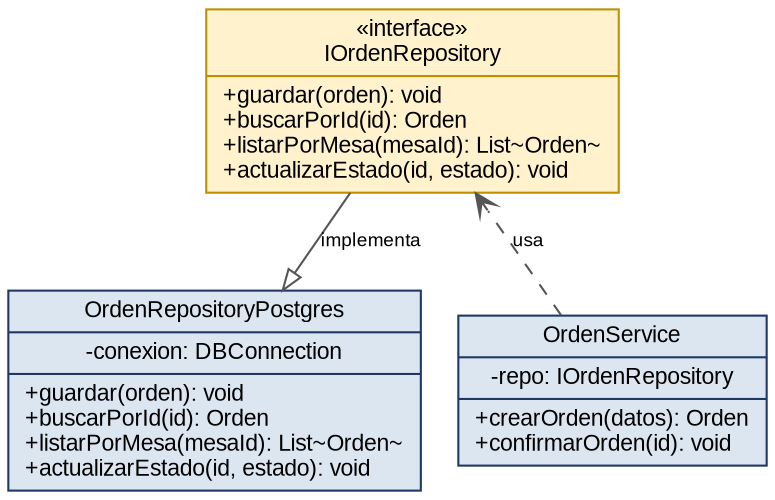 «interface»
IOrdenRepository
+guardar(orden): void
+buscarPorId(id): Orden
+listarPorMesa(mesaId): List~Orden~
+actualizarEstado(id, estado): void
implementa
usa
OrdenRepositoryPostgres
-conexion: DBConnection
+guardar(orden): void
+buscarPorId(id): Orden
+listarPorMesa(mesaId): List~Orden~
+actualizarEstado(id, estado): void
OrdenService
-repo: IOrdenRepository
+crearOrden(datos): Orden
+confirmarOrden(id): void